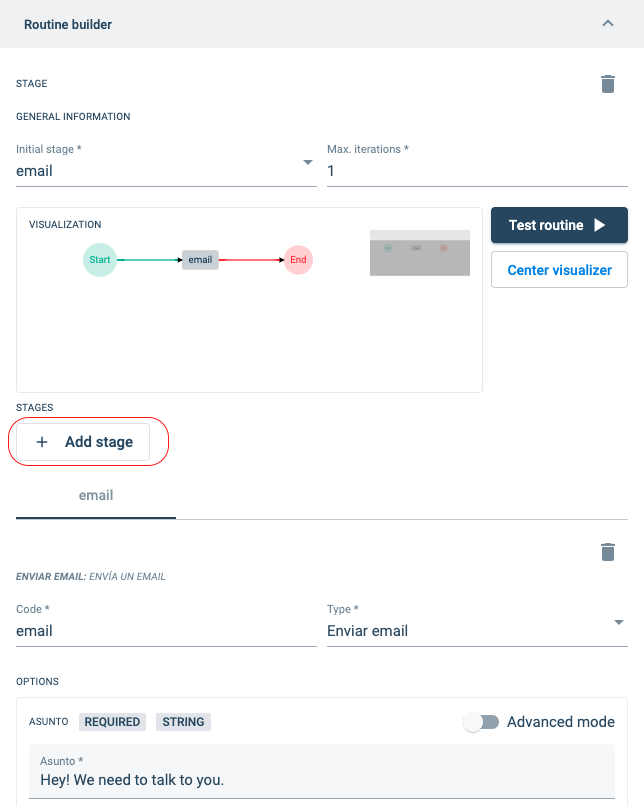 Routine builder
STAGE
GENERAL INFORMATION
Initial stage *
email
Max. iterations *
1
VISUALIZATION
Start
email
End
Test routine
Center visualizer
STAGES
+ Add stage
email
ENVIAR EMAIL: ENVÍA UN EMAIL
Code *
email
Type *
Enviar email
OPTIONS
ASUNTO REQUIRED STRING
Advanced mode
Asunto *
Hey! We need to talk to you.